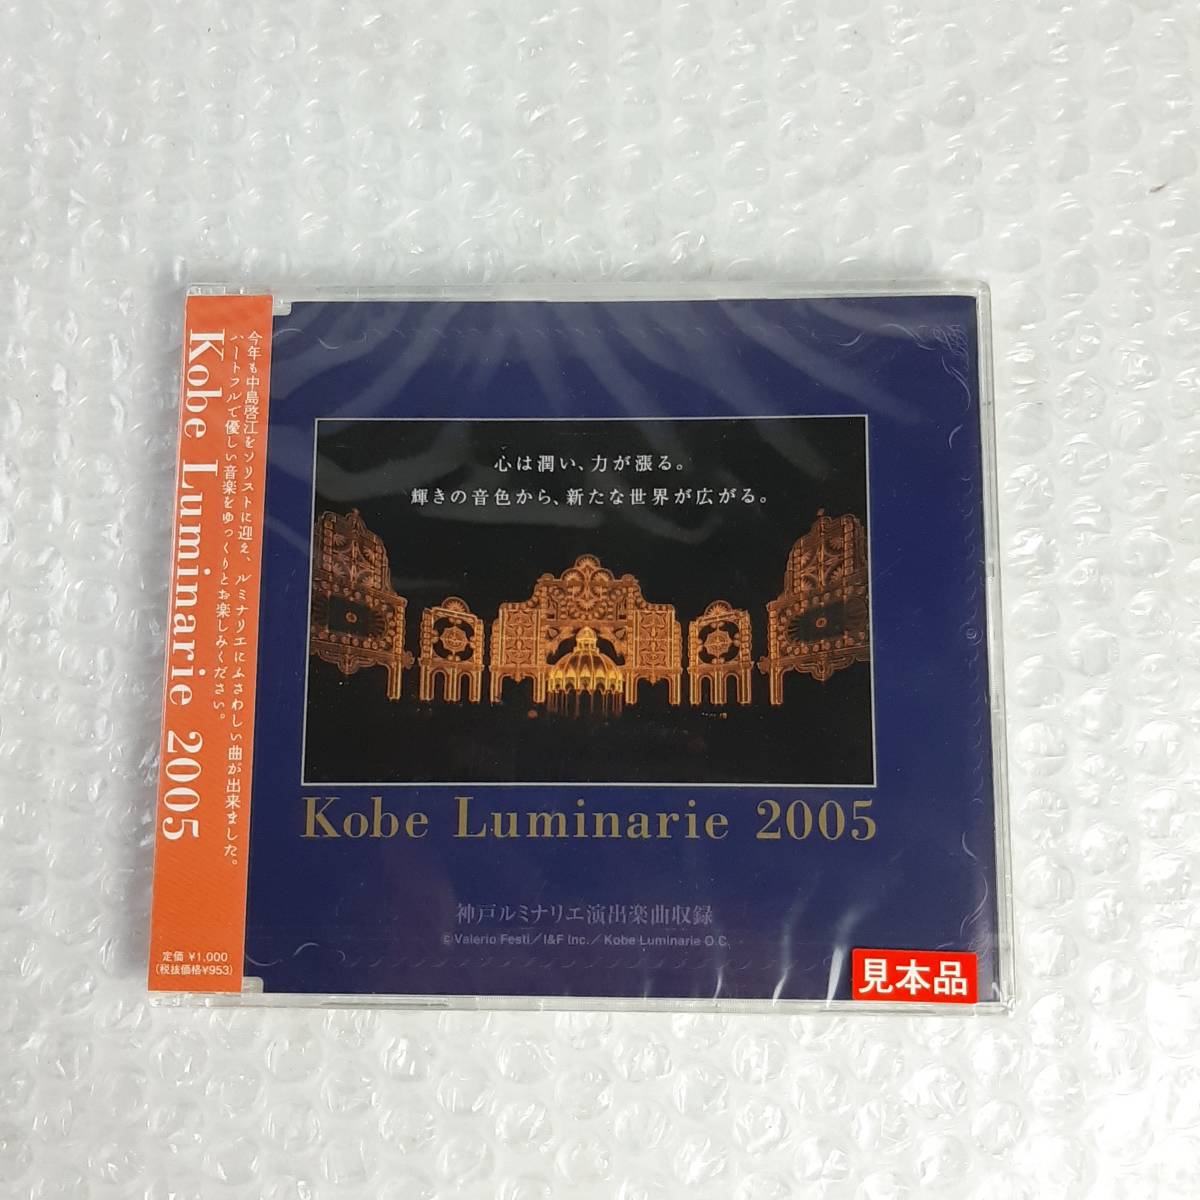 今年も中島啓江をソリストに迎え、ルミナリエにふさわしい曲が出来ました。
ハートフルで優しい音楽をゆっくりとお楽しみください。
Kobe Luminarie 2005
定価 ¥1,000
(税抜価格¥953)
心は潤い、力が漲る。
輝きの音色から、新たな世界が広がる。
Kobe Luminarie 2005
神戸ルミナリエ演出楽曲収録
©Valerio Festi／I&F Inc.／Kobe Luminarie O.C.
見本品